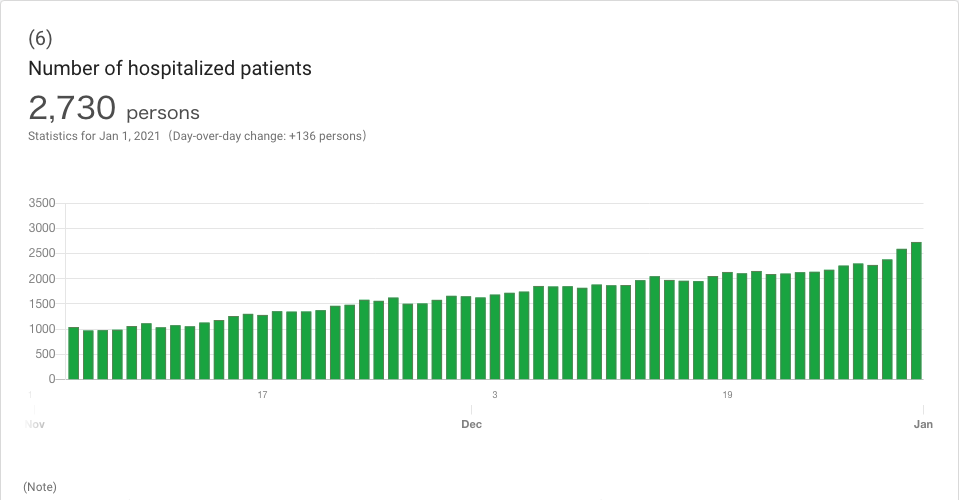 (6)
Number of hospitalized patients
2,730 persons
Statistics for Jan 1, 2021 (Day-over-day change: +136 persons)
3500
3000
2500
2000
1500
1000
500
0
1 17 3 19
Nov Dec Jan
(Note)